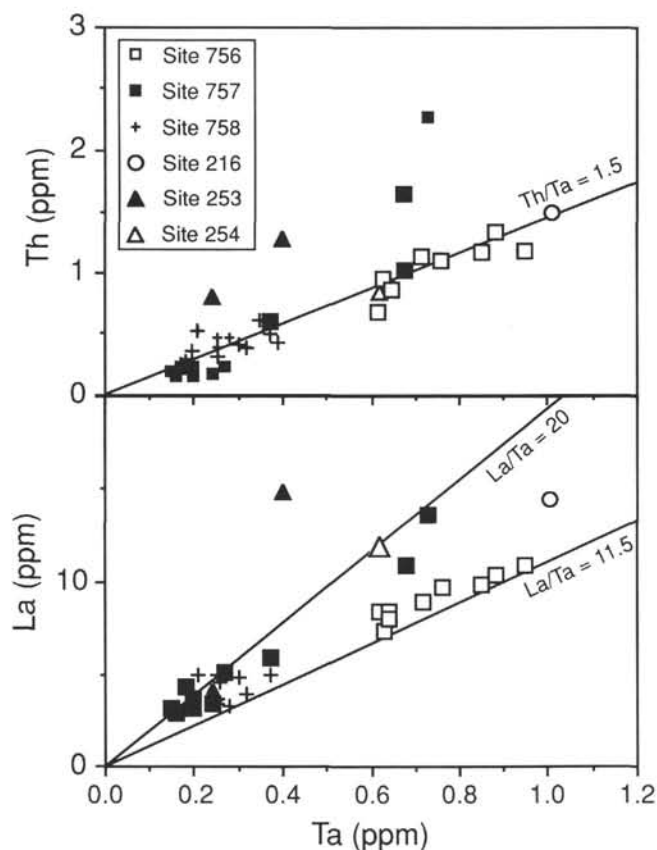 3
2
1
0
Th (ppm)
Site 756
Site 757
Site 758
Site 216
Site 253
Site 254
Th/Ta = 1.5
10
0
La (ppm)
La/Ta = 20
La/Ta = 11.5
0.0 0.2 0.4 0.6 0.8 1.0 1.2
Ta (ppm)